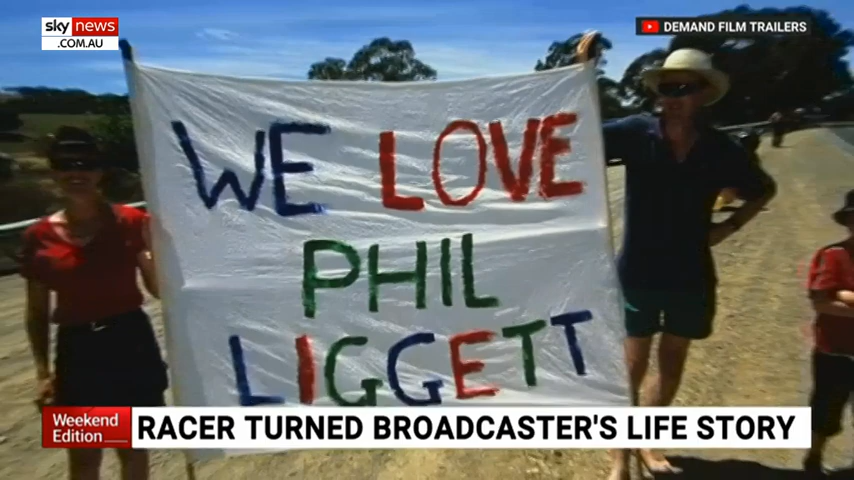 sky news
.COM.AU
DEMAND FILM TRAILERS
WE LOVE
PHIL
LIGGETT
Weekend
Edition
RACER TURNED BROADCASTER'S LIFE STORY